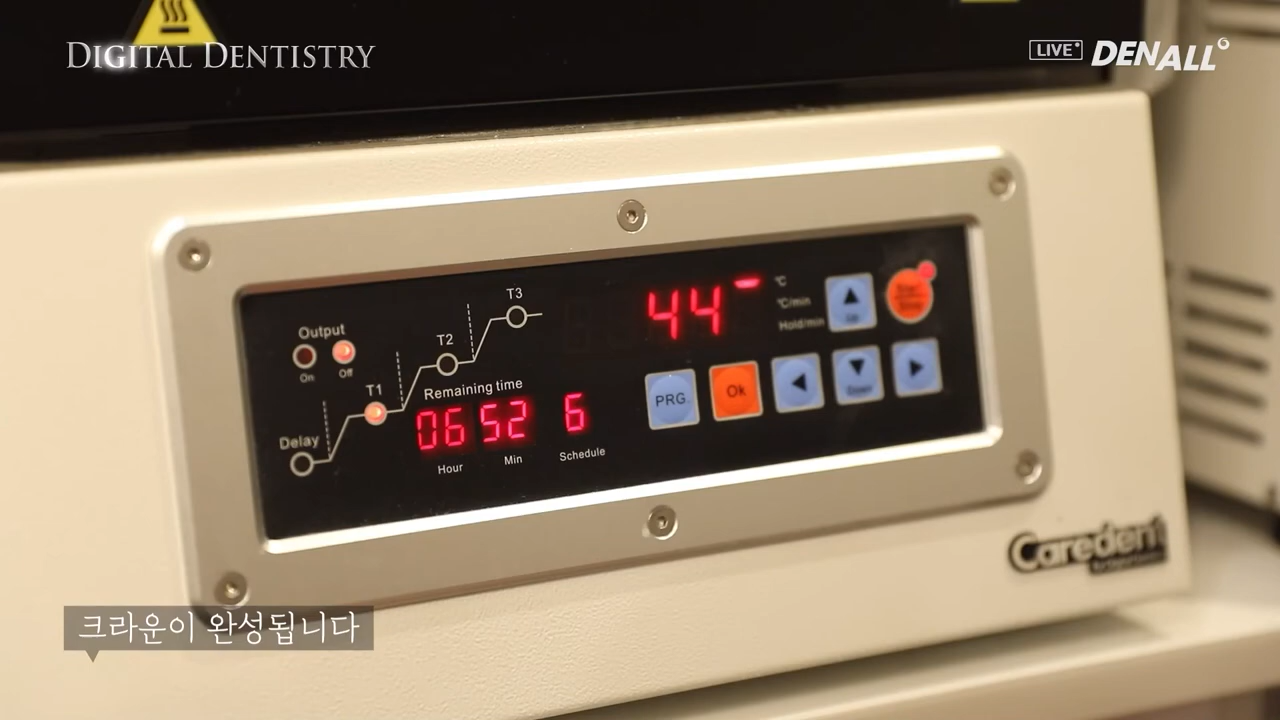 DIGITAL DENTISTRY
LIVE DENALL
T3
44
°C
°C/min
Hold/min
Output
On
Off
T2
T1
Remaining time
06 52 6
Hour
Min
Schedule
Delay
PRG.
Ok
Down
Caredent
크라운이 완성됩니다